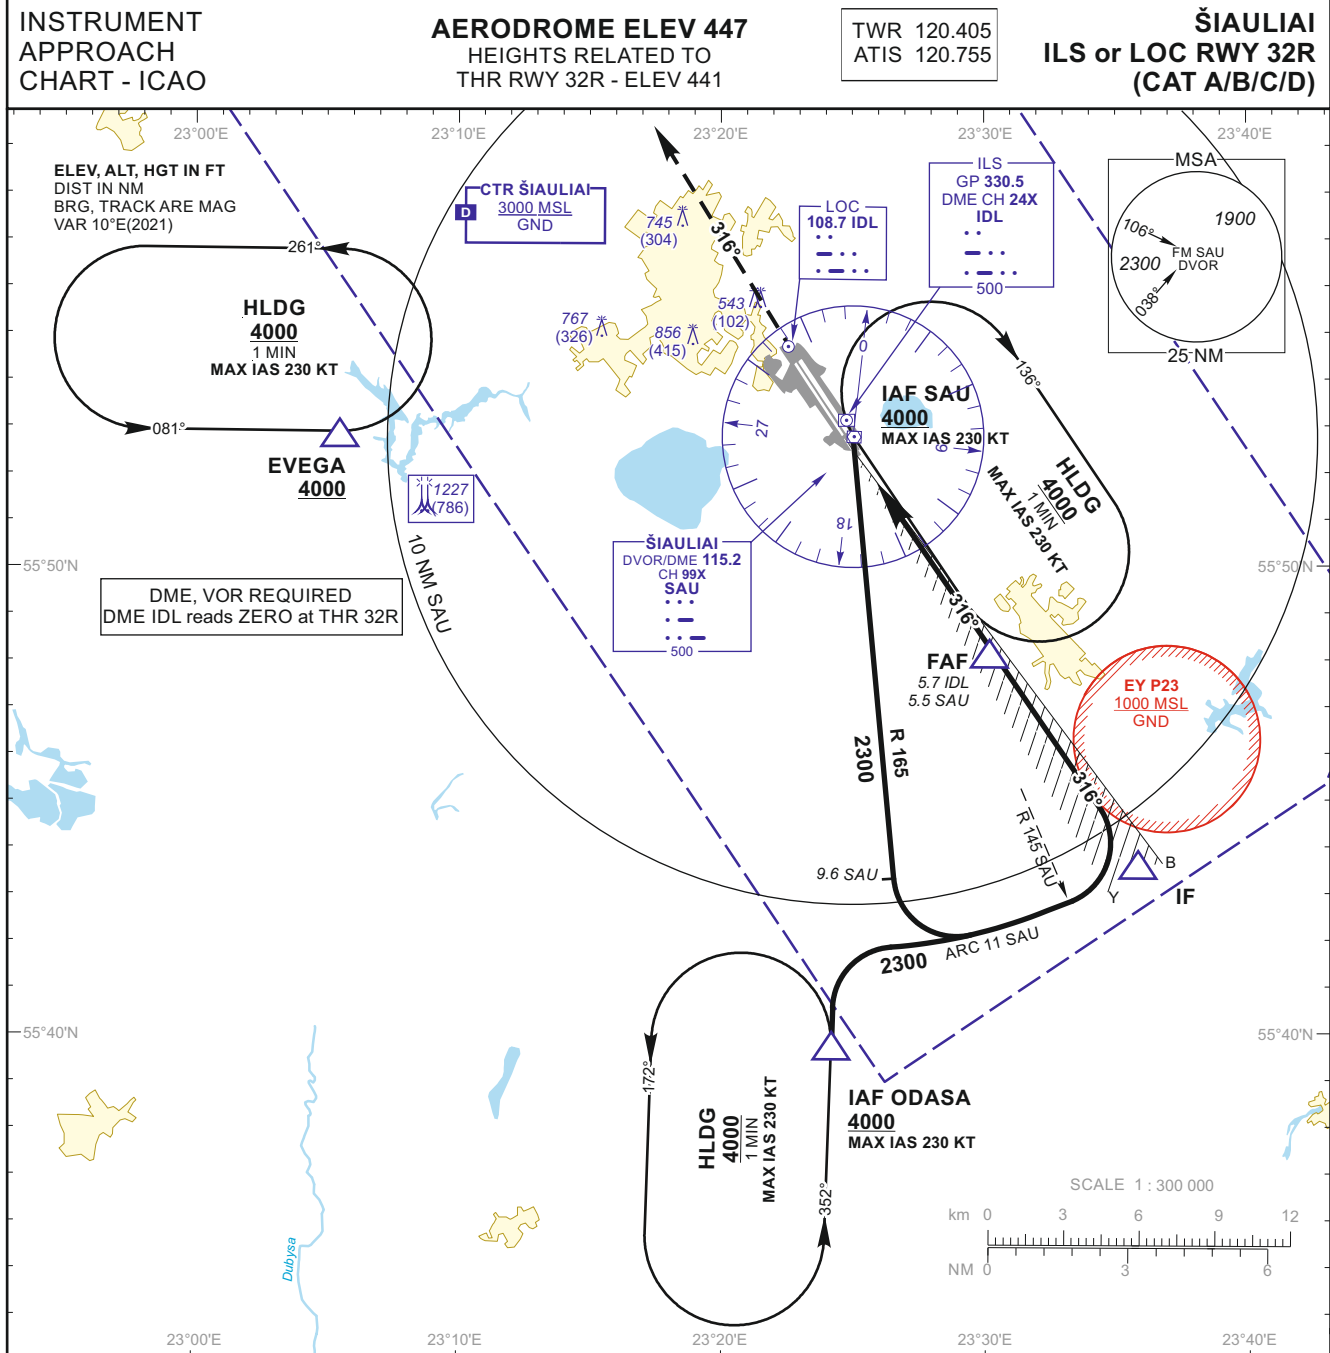 INSTRUMENT
APPROACH
CHART - ICAO
AERODROME ELEV 447
HEIGHTS RELATED TO
THR RWY 32R - ELEV 441
TWR 120.405
ATIS 120.755
ŠIAULIAI
ILS or LOC RWY 32R
(CAT A/B/C/D)
23°00'E
23°10'E
23°20'E
23°30'E
23°40'E
ELEV, ALT, HGT IN FT
DIST IN NM
BRG, TRACK ARE MAG
VAR 10°E(2021)
CTR ŠIAULIAI
D
3000 MSL
GND
745
(304)
316°
LOC
108.7 IDL
ILS
GP 330.5
DME CH 24X
IDL
500
MSA
1900
106°
2300
FM SAU
DVOR
038°
25 NM
261°
HLDG
4000
1 MIN
MAX IAS 230 KT
081°
EVEGA
4000
767
(326)
856
(415)
543
(102)
0
9
18
27
136°
IAF SAU
4000
MAX IAS 230 KT
HLDG
4000
1 MIN
MAX IAS 230 KT
1227
(786)
10 NM SAU
ŠIAULIAI
DVOR/DME 115.2
CH 99X
SAU
500
55°50'N
55°50'N
DME, VOR REQUIRED
DME IDL reads ZERO at THR 32R
316°
FAF
5.7 IDL
5.5 SAU
EY P23
1000 MSL
GND
R 165
2300
316°
R 145 SAU
9.6 SAU
B
Y
IF
ARC 11 SAU
2300
55°40'N
55°40'N
172°
HLDG
4000
1 MIN
MAX IAS 230 KT
352°
IAF ODASA
4000
MAX IAS 230 KT
Dubysa
SCALE 1 : 300 000
km 0 3 6 9 12
NM 0 3 6
23°00'E
23°10'E
23°20'E
23°30'E
23°40'E